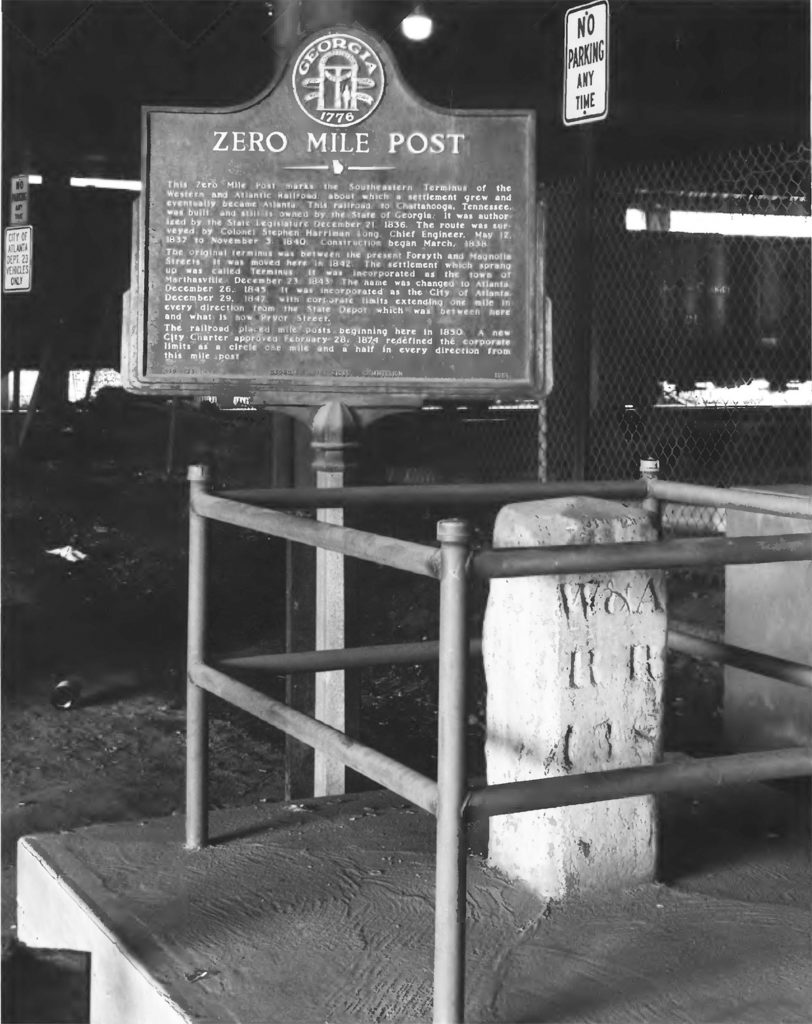 GEORGIA
1776
ZERO MILE POST
This Zero Mile Post marks the Southeastern Terminus of the
Western and Atlantic Railroad, about which a settlement grew and
eventually became Atlanta. This railroad, to Chattanooga, Tennessee,
was built and still is owned by the State of Georgia. It was author-
ized by the State Legislature December 21, 1836. The route was sur-
veyed by Colonel Stephen Harriman Long, Chief Engineer, May 12,
1837 to November 3, 1840. Construction began March, 1838.
The original terminus was between the present Forsyth and Magnolia
Streets. It was moved here in 1842. The settlement which sprang
up was called Terminus. It was incorporated as the town of
Marthasville, December 23, 1843. The name was changed to Atlanta,
December 26, 1845. It was incorporated as the City of Atlanta,
December 29, 1847, with corporate limits extending one mile in
every direction from the State Depot which was between here
and what is now Pryor Street.
The railroad placed mile posts beginning here in 1850. A new
City Charter approved February 28, 1874 redefined the corporate
limits as a circle one mile and a half in every direction from
this mile post
COMMISSION
NO
PARKING
ANY
TIME
NO
PARKING
ANY
TIME
CITY OF
ATLANTA
DEPT. 23
VEHICLES
ONLY
W&A
R R
138